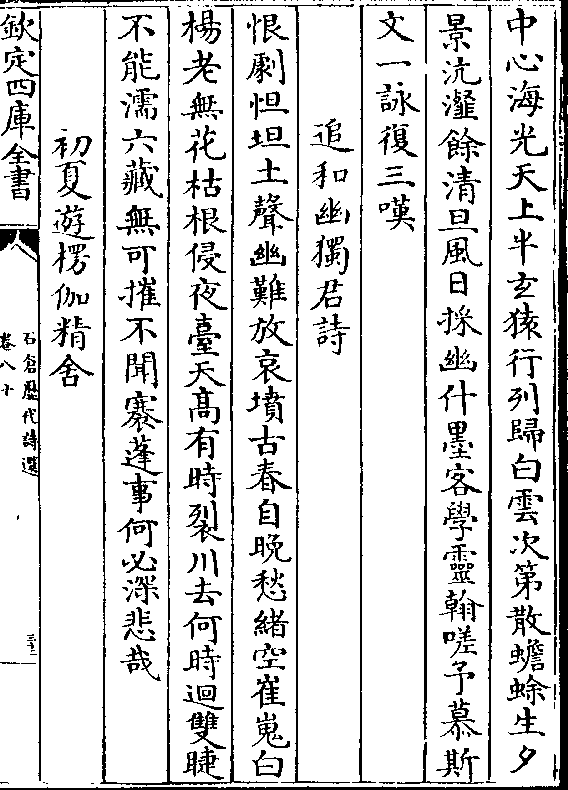 中心海光天上半玄猿行列歸白雲次第散蟾蜍生夕
景沆瀣餘清旦風日採幽什墨客學靈翰嗟予慕斯
文一詠復三嘆
追和幽獨君詩
恨劇怛坦土聲幽難放哀墳古春自晚愁緒空崔嵬白
楊老無花枯根侵夜臺天高有時裂川去何時迴雙睫
不能濡六藏無可摧不聞蹇蓬事何必深悲哉
初夏遊楞伽精舍
欽定四庫全書
石倉歷代詩選
卷八十
三十二